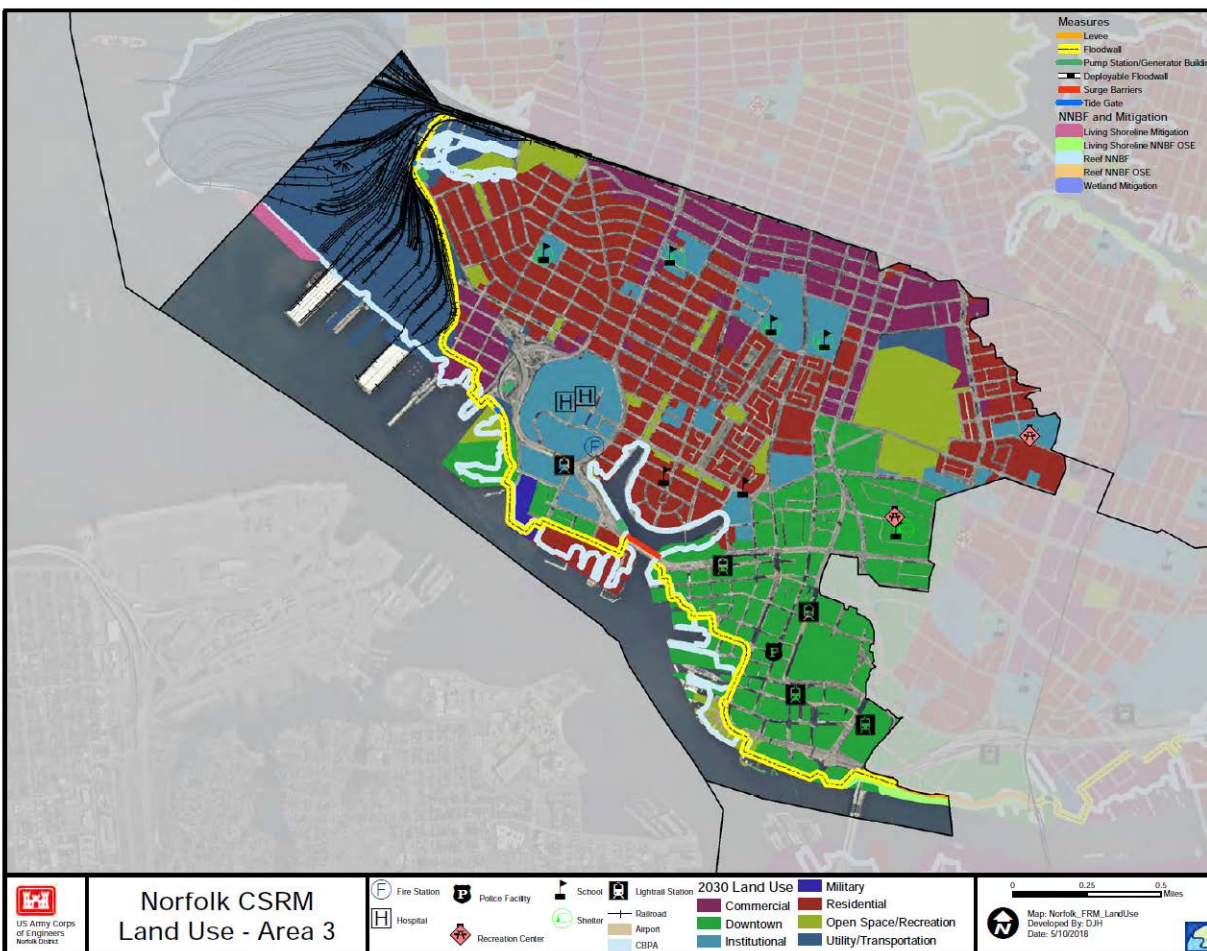 Measures
Levee
Floodwall
Pump Station/Generator Buildin
Deployable Floodwall
Surge Barriers
Tide Gate
NNBF and Mitigation
Living Shoreline Mitigation
Living Shoreline NNBF OSE
Reef NNBF
Reef NNBF OSE
Wetland Mitigation
H H
F
P
US Army Corps
of Engineers
Norfolk District
Norfolk CSRM
Land Use - Area 3
F Fire Station
H Hospital
P Police Facility
Recreation Center
School
Shelter
Lightrail Station
Railroad
Airport
CBPA
2030 Land Use
Commercial
Downtown
Institutional
Military
Residential
Open Space/Recreation
Utility/Transportation
0 0.25 0.5
Miles
N
Map: Norfolk_FRM_LandUse
Developed By: DJH
Date: 5/10/2018